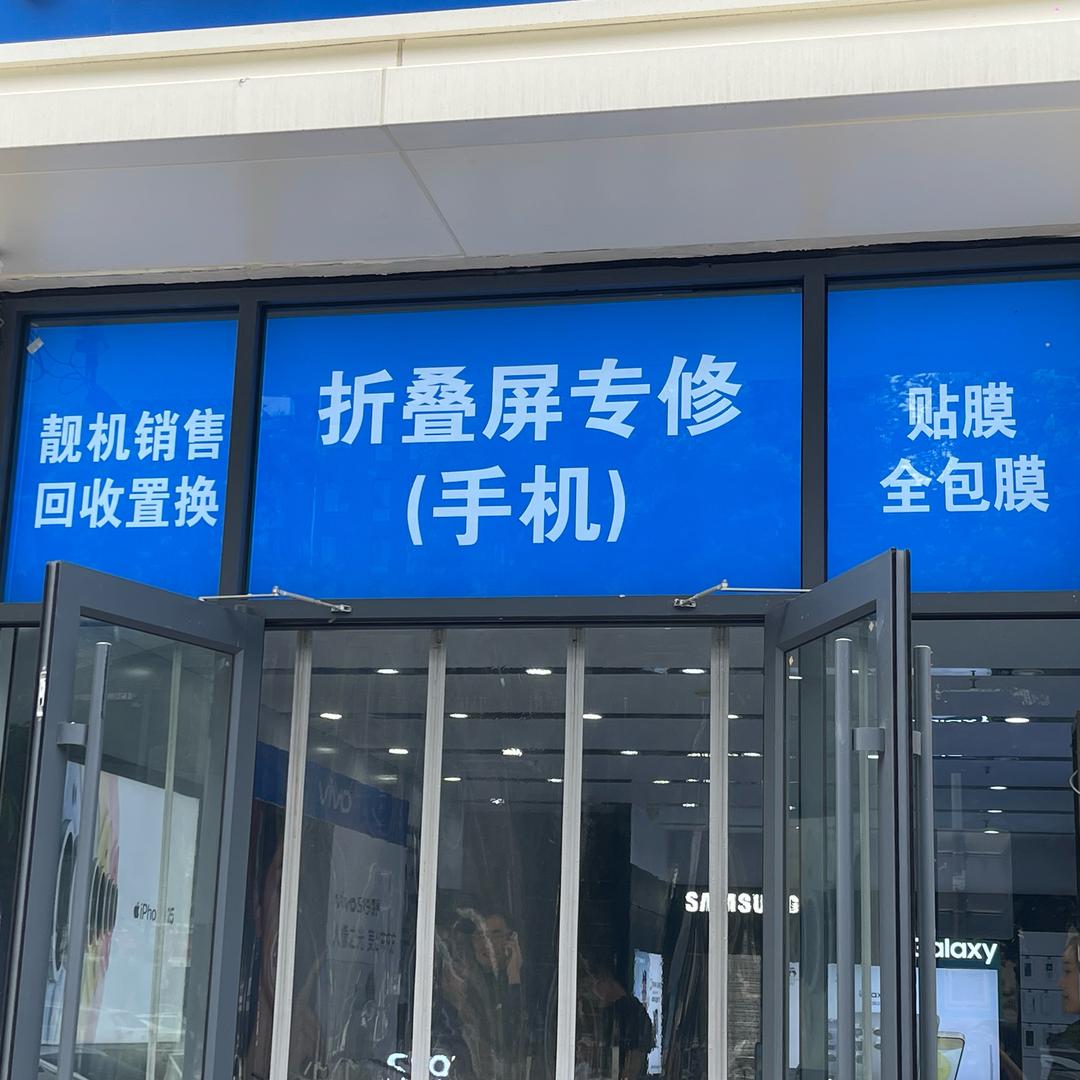 靓机销售
回收置换
折叠屏专修
(手机)
贴膜
全包膜
SAMSUNG
Galaxy
iPhone 15
vivo